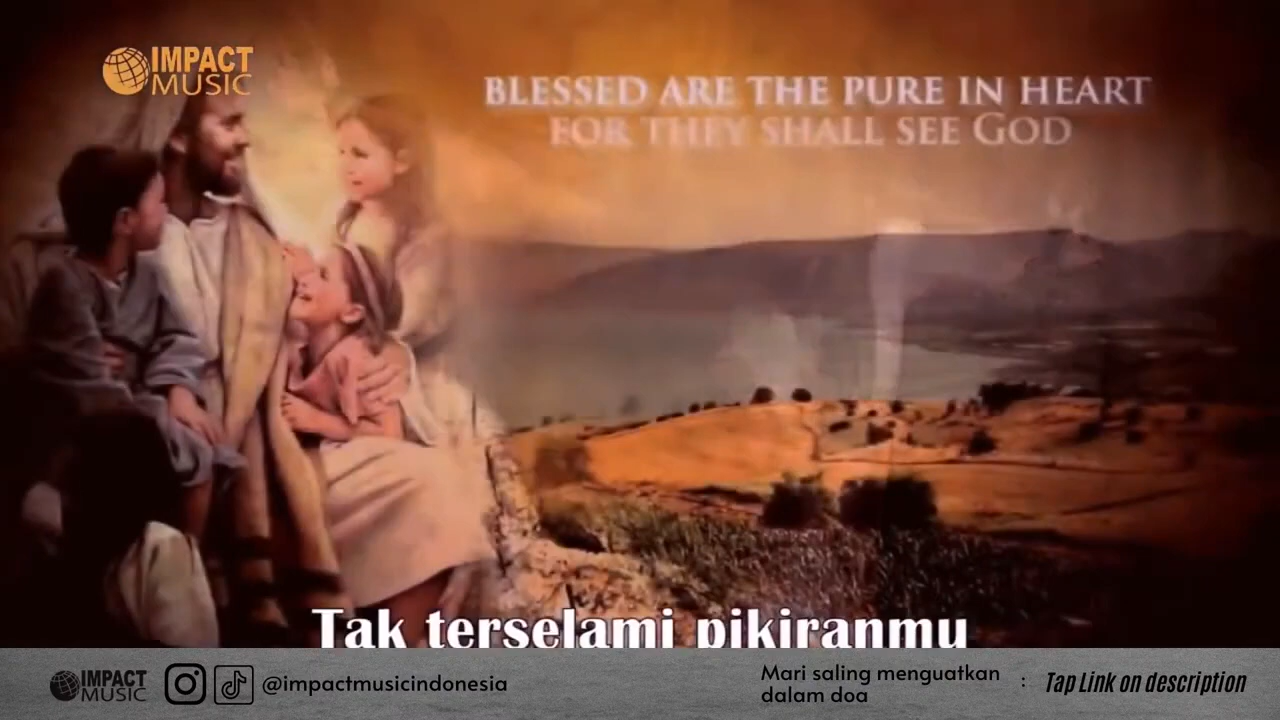 IMPACT
MUSIC
BLESSED ARE THE PURE IN HEART
FOR THEY SHALL SEE GOD
Tak terselami pikiranmu
IMPACT
MUSIC
@impactmusicindonesia
Mari saling menguatkan
dalam doa
:
Tap Link on description